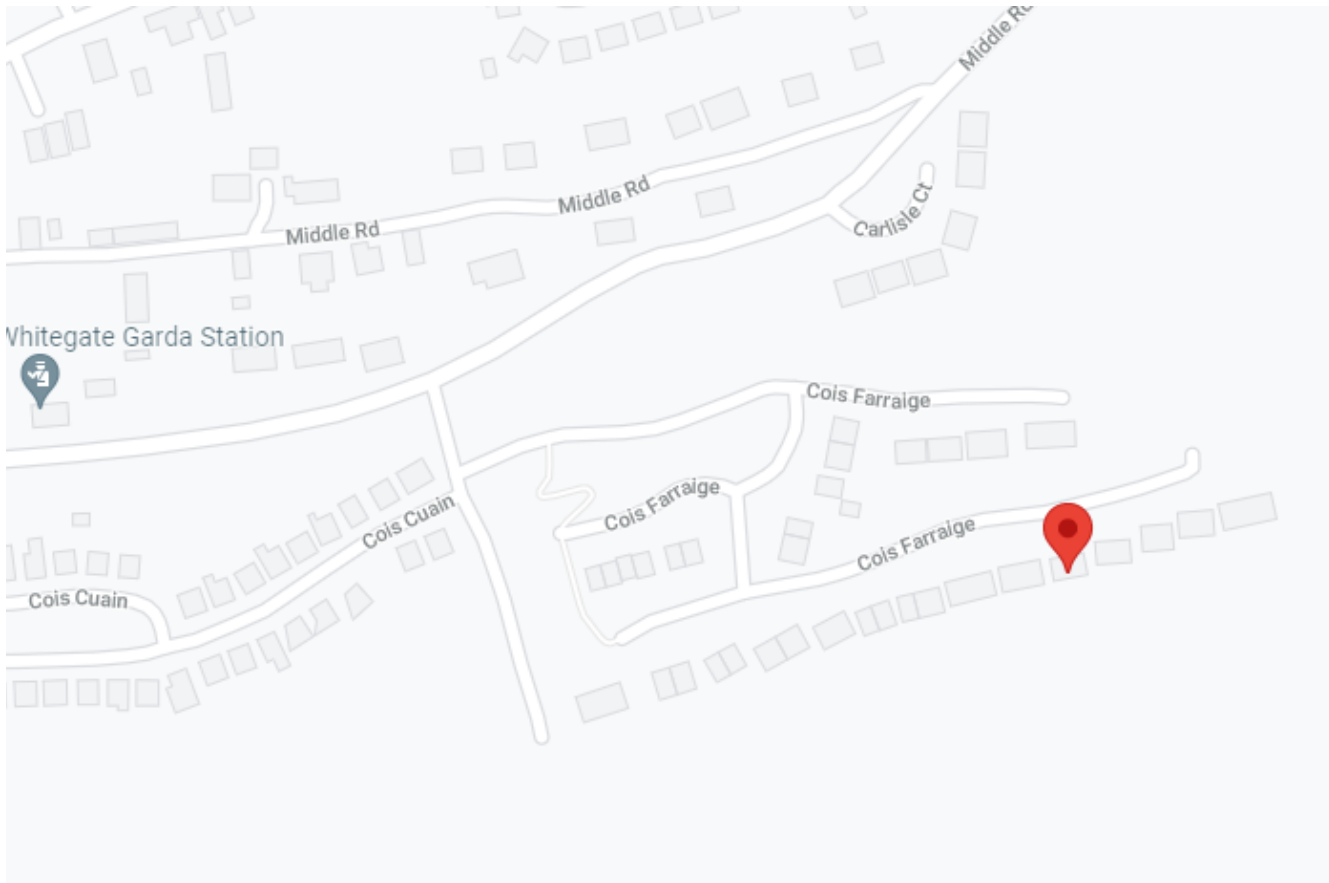 Middle Rd
Middle Rd
Middle Rd
Carlisle Ct
Whitegate Garda Station
Cois Farraige
Cois Farraige
Cois Cuain
Cois Farraige
Cois Cuain